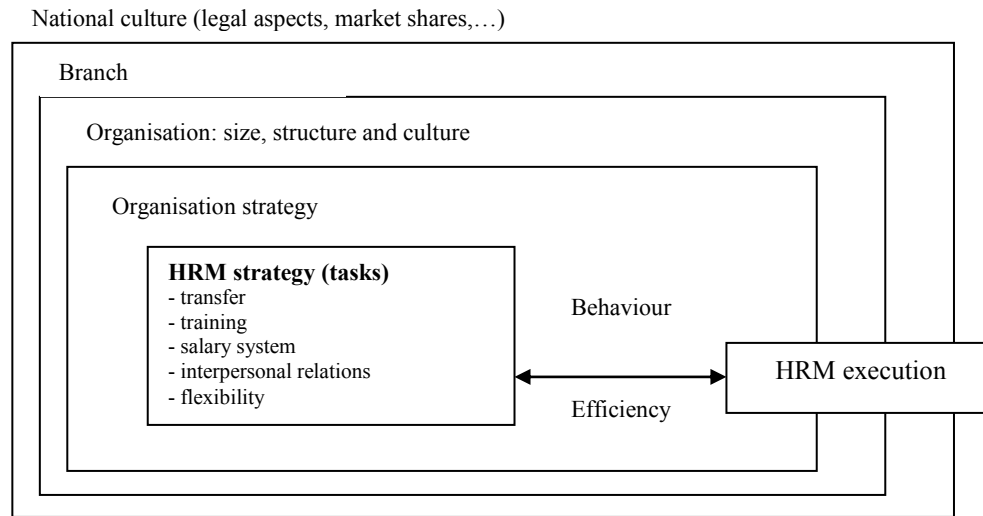 National culture (legal aspects, market shares,…)
Branch
Organisation: size, structure and culture
Organisation strategy
HRM strategy (tasks)
- transfer
- training
- salary system
- interpersonal relations
- flexibility
Behaviour
HRM execution
Efficiency